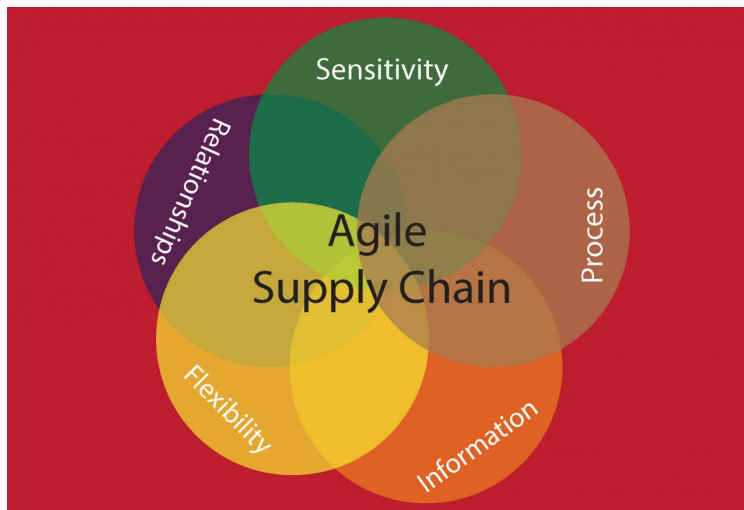 Sensitivity
Relationships
Process
Agile
Supply Chain
Flexibility
Information